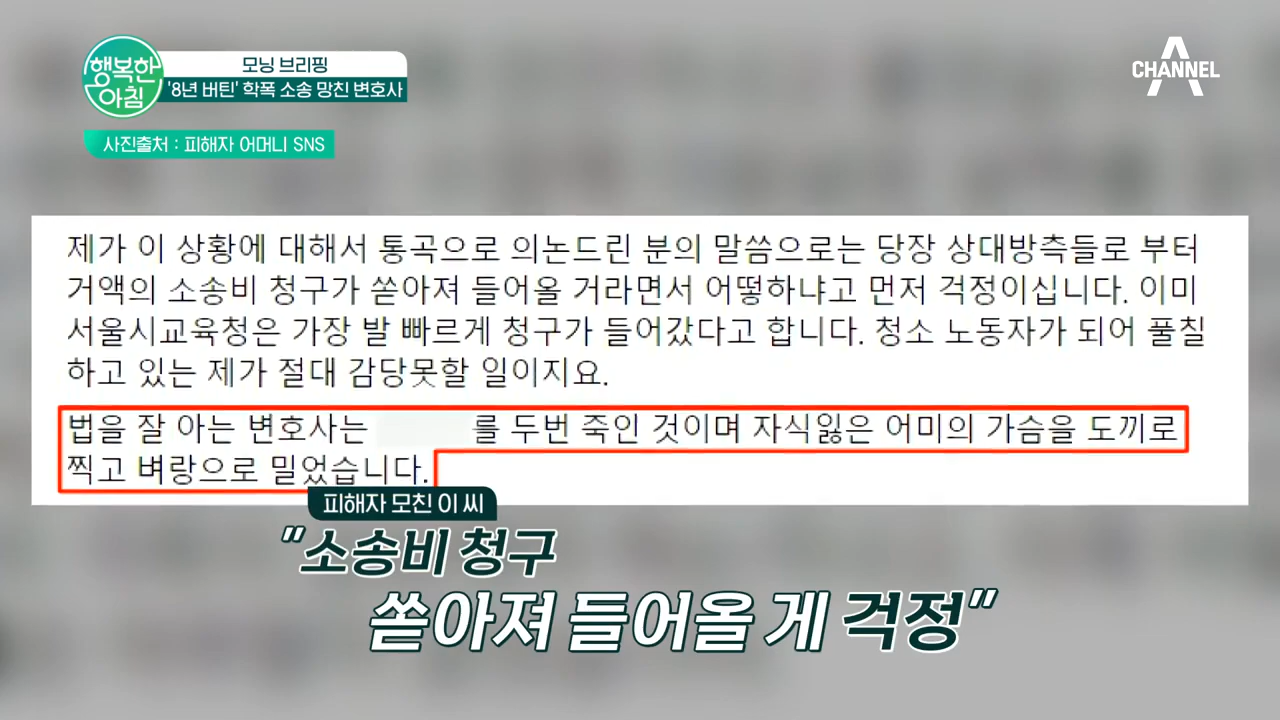 행복한
아침
모닝 브리핑
'8년 버틴' 학폭 소송 망친 변호사
CHANNEL A
사진출처 : 피해자 어머니 SNS
제가 이 상황에 대해서 통곡으로 의논드린 분의 말씀으로는 당장 상대방측들로 부터
거액의 소송비 청구가 쏟아져 들어올 거라면서 어떻하냐고 먼저 걱정이십니다. 이미
서울시교육청은 가장 발 빠르게 청구가 들어갔다고 합니다. 청소 노동자가 되어 풀칠
하고 있는 제가 절대 감당못할 일이지요.
법을 잘 아는 변호사는 를 두번 죽인 것이며 자식잃은 어미의 가슴을 도끼로
찍고 벼랑으로 밀었습니다.
피해자 모친 이 씨
"소송비 청구
쏟아져 들어올 게 걱정"